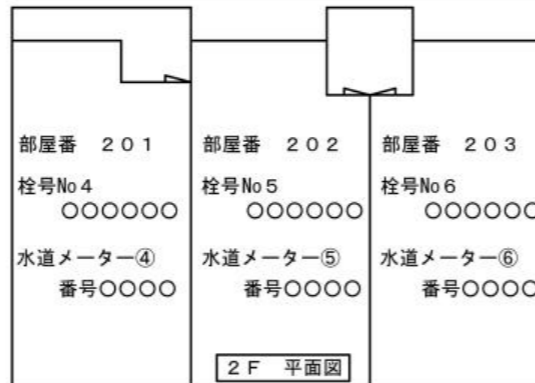 部屋番　２０１
栓号No４
○○○○○○
水道メーター④
番号○○○○
部屋番　２０２
栓号No５
○○○○○○
水道メーター⑤
番号○○○○
部屋番　２０３
栓号No６
○○○○○○
水道メーター⑥
番号○○○○
２Ｆ　平面図